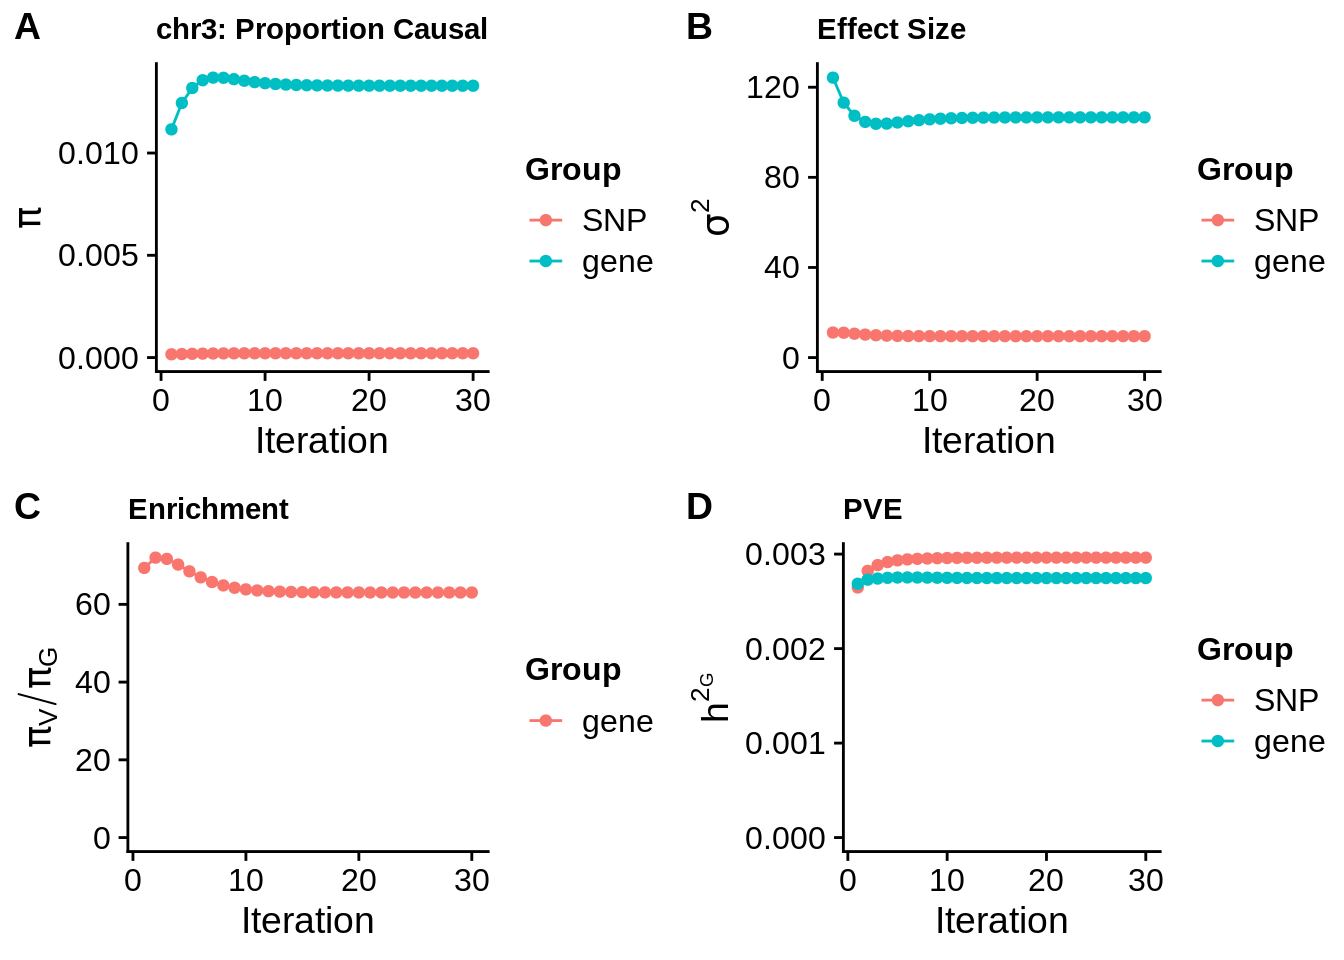 A
chr3: Proportion Causal
π
0.010
0.005
0.000
0 10 20 30
Iteration
Group
SNP
gene
B
Effect Size
σ²
120
80
40
0
0 10 20 30
Iteration
Group
SNP
gene
C
Enrichment
πV/πG
60
40
20
0
0 10 20 30
Iteration
Group
gene
D
PVE
h2G
0.003
0.002
0.001
0.000
0 10 20 30
Iteration
Group
SNP
gene